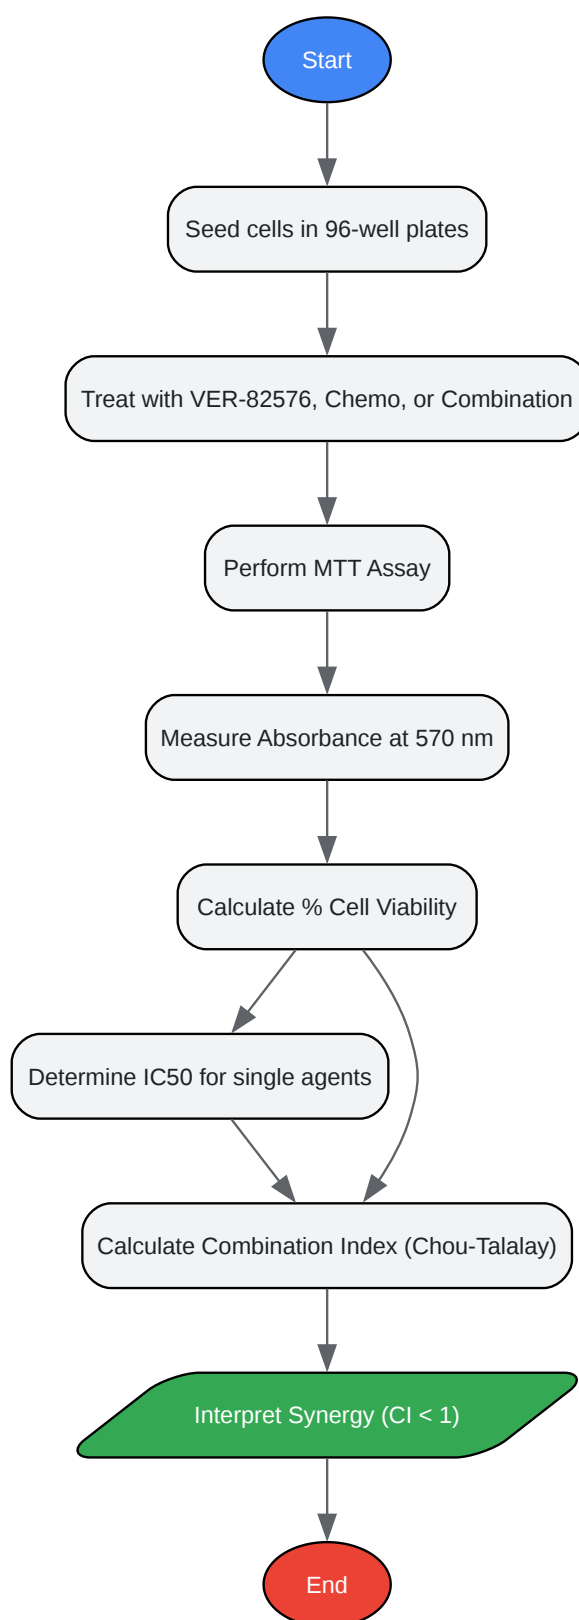 Start
Seed cells in 96-well plates
Treat with VER-82576, Chemo, or Combination
Perform MTT Assay
Measure Absorbance at 570 nm
Calculate % Cell Viability
Determine IC50 for single agents
Calculate Combination Index (Chou-Talalay)
Interpret Synergy (CI < 1)
End